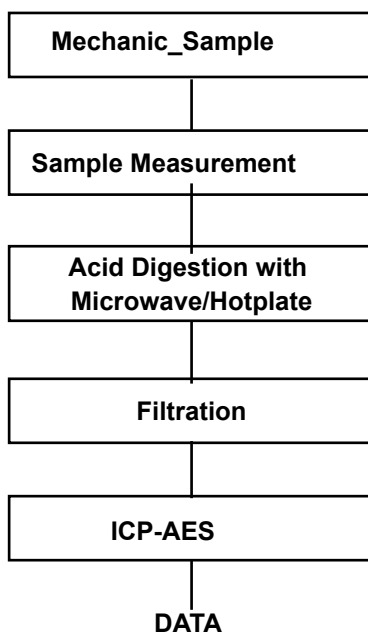 Mechanic_Sample
Sample Measurement
Acid Digestion with
Microwave/Hotplate
Filtration
ICP-AES
DATA